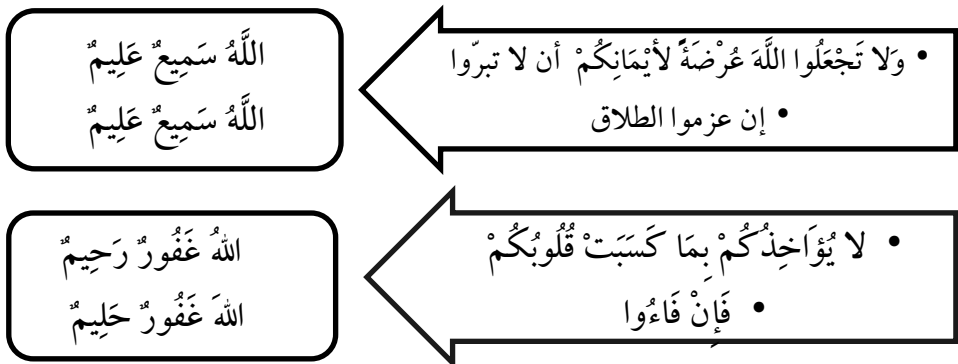 • وَلا تَجْعَلُوا اللَّهَ عُرْضَةً لأَيْمَانِكُمْ أن لا تبرّوا
• إن عزموا الطلاق
اللَّهُ سَمِيعٌ عَلِيمٌ
اللَّهُ سَمِيعٌ عَلِيمٌ
• لا يُؤَاخِذُكُمْ بِمَا كَسَبَتْ قُلُوبُكُمْ
• فَإِنْ فَاءُوا
اللهُ غَفُورٌ رَحِيمٌ
اللهَ غَفُورٌ حَلِيمٌ